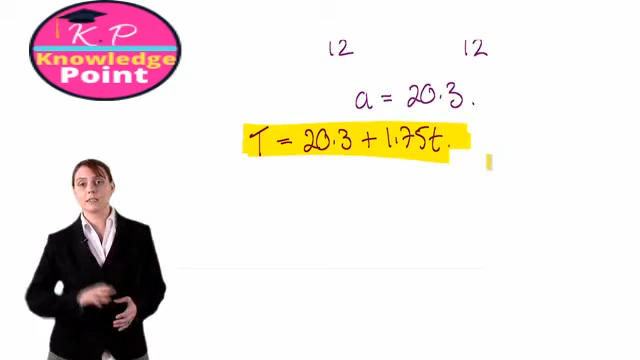 K.P
Knowledge
Point
12 12
a = 20.3.
T = 20.3 + 1.75t.